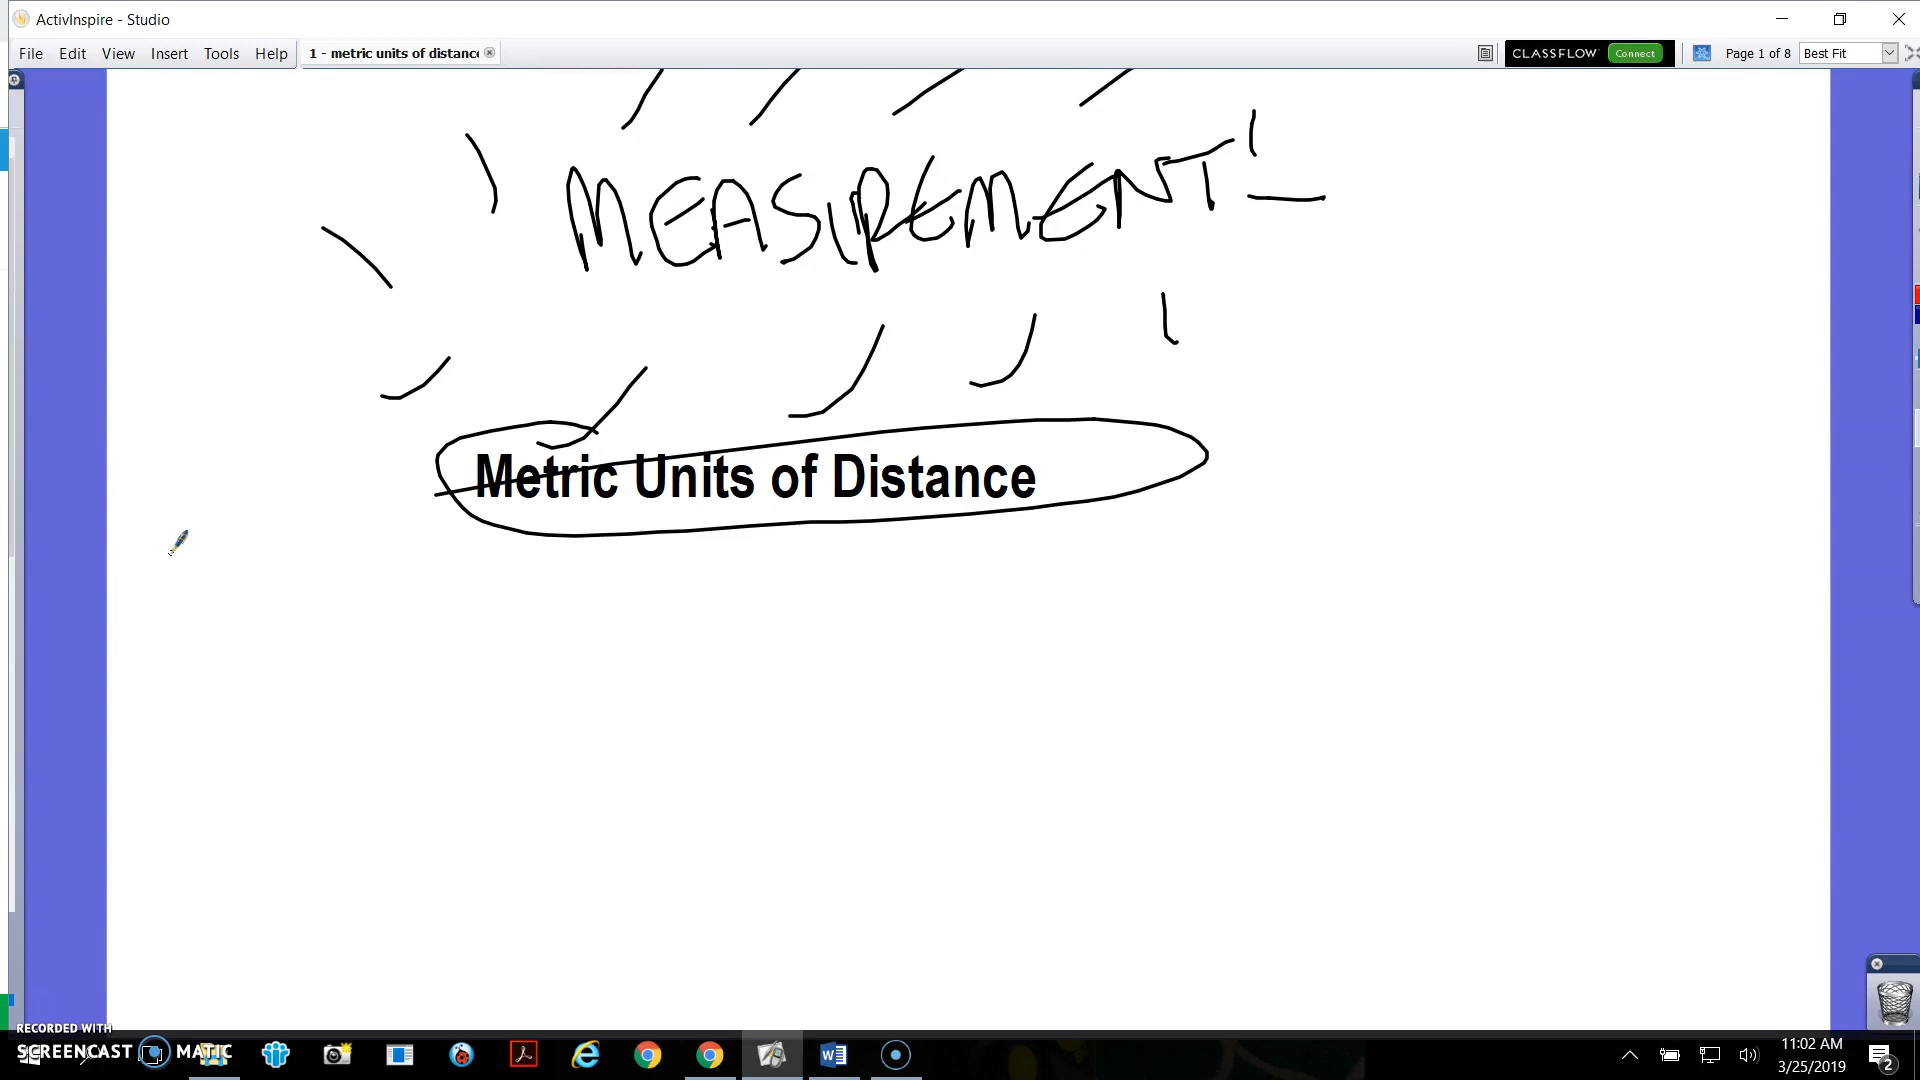 ActivInspire - Studio
File Edit View Insert Tools Help 1 - metric units of distanc CLASSFLOW Connect Page 1 of 8 Best Fit
MEASUREMENT!
Metric Units of Distance
RECORDED WITH
SCREENCAST MATIC
11:02 AM
3/25/2019
2